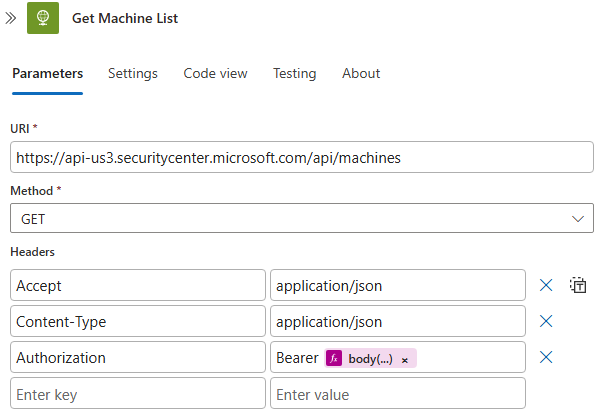 Get Machine List
Parameters Settings Code view Testing About
URI *
https://api-us3.securitycenter.microsoft.com/api/machines
Method *
GET
Headers
Accept application/json
Content-Type application/json
Authorization Bearer fx body(...) ×
Enter key Enter value